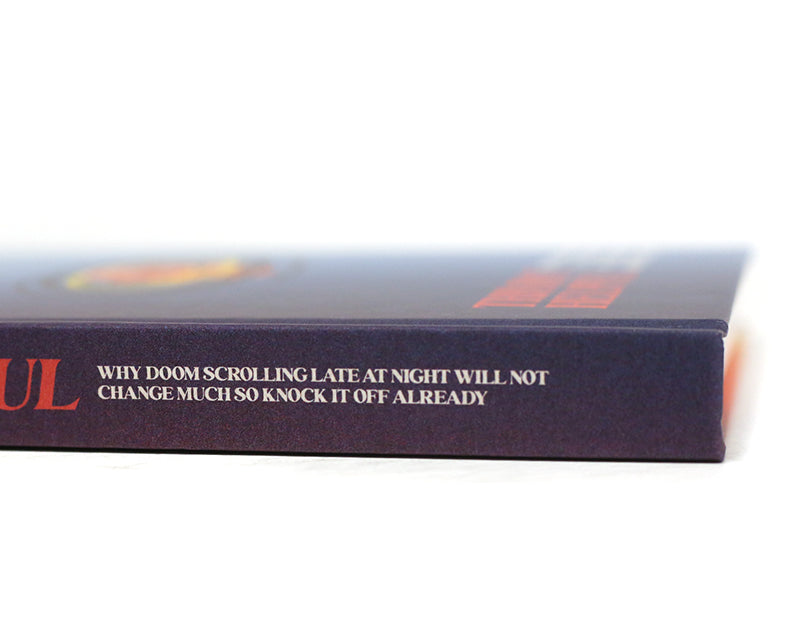 UL
WHY DOOM SCROLLING LATE AT NIGHT WILL NOT
CHANGE MUCH SO KNOCK IT OFF ALREADY